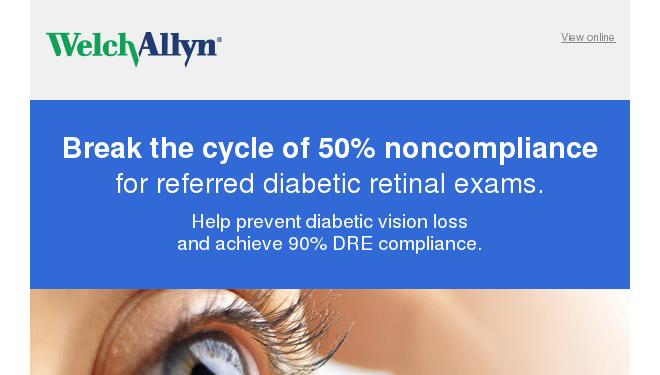 WelchAllyn®
View online
Break the cycle of 50% noncompliance
for referred diabetic retinal exams.
Help prevent diabetic vision loss
and achieve 90% DRE compliance.